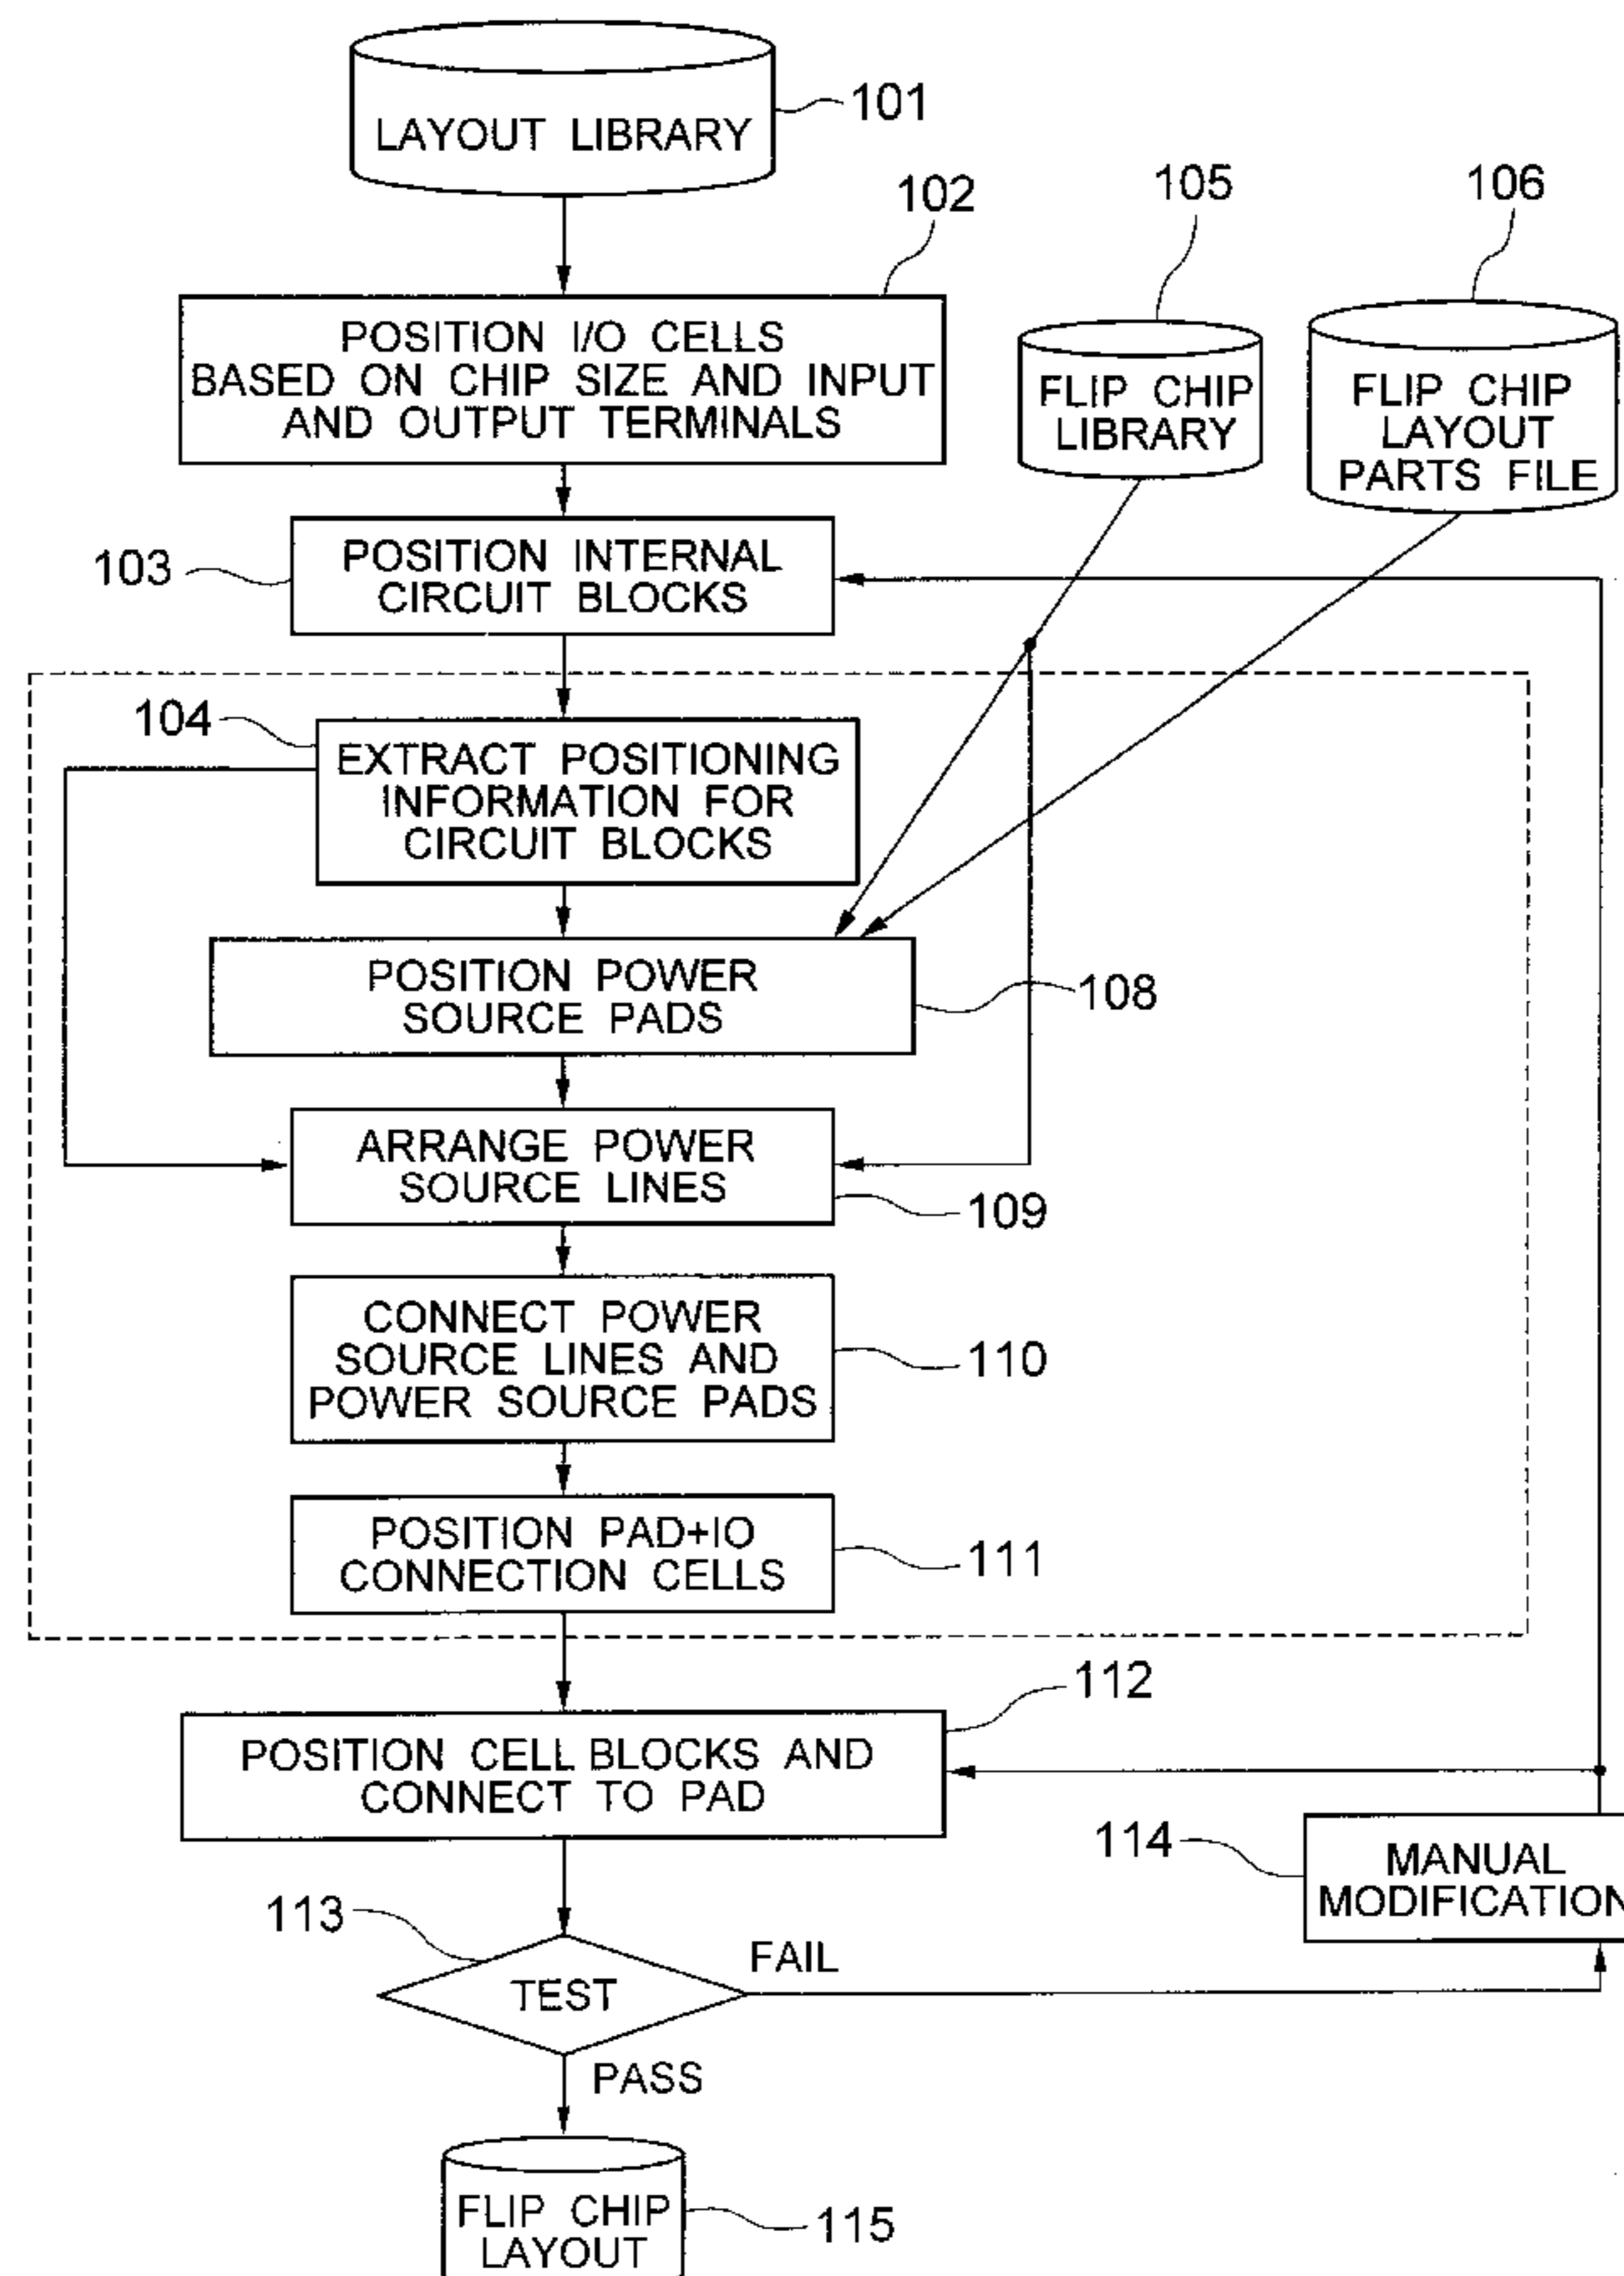 LAYOUT LIBRARY
101
102
105
106
POSITION I/O CELLS
BASED ON CHIP SIZE AND INPUT
AND OUTPUT TERMINALS
FLIP CHIP
LIBRARY
FLIP CHIP
LAYOUT
PARTS FILE
103
POSITION INTERNAL
CIRCUIT BLOCKS
104
EXTRACT POSITIONING
INFORMATION FOR
CIRCUIT BLOCKS
POSITION POWER
SOURCE PADS
108
ARRANGE POWER
SOURCE LINES
109
CONNECT POWER
SOURCE LINES AND
POWER SOURCE PADS
110
POSITION PAD+IO
CONNECTION CELLS
111
112
POSITION CELL BLOCKS AND
CONNECT TO PAD
114
MANUAL
MODIFICATION
113
TEST
FAIL
PASS
FLIP CHIP
LAYOUT
115